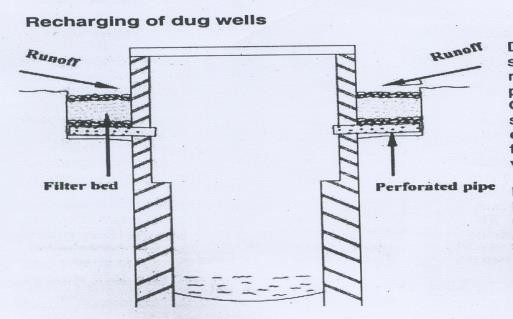 Recharging of dug wells
Runoff
Runoff
Filter bed
Perforated pipe